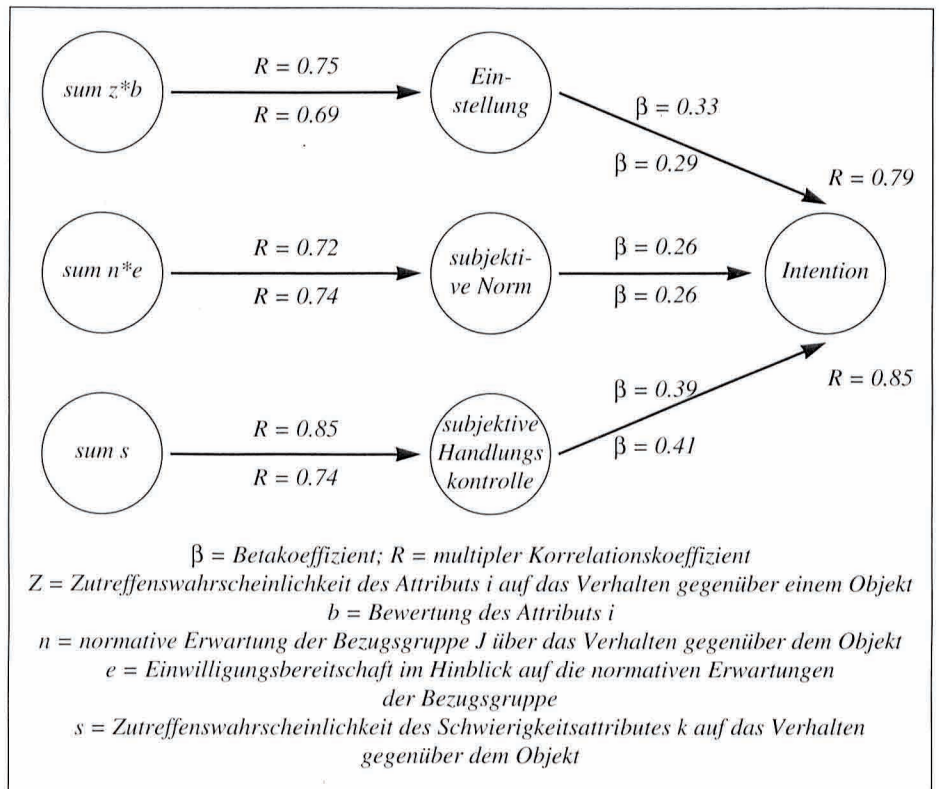 R = 0.75
sum z*b
R = 0.69
Ein-
stellung
β = 0.33
β = 0.29
R = 0.79
R = 0.72
sum n*e
R = 0.74
subjekti-
ve Norm
β = 0.26
β = 0.26
Intention
R = 0.85
sum s
R = 0.74
subjektive
Handlungs
kontrolle
β = 0.39
β = 0.41
R = 0.85
β = Betakoeffizient; R = multipler Korrelationskoeffizient
Z = Zutreffenswahrscheinlichkeit des Attributs i auf das Verhalten gegenüber einem Objekt
b = Bewertung des Attributs i
n = normative Erwartung der Bezugsgruppe J über das Verhalten gegenüber dem Objekt
e = Einwilligungsbereitschaft im Hinblick auf die normativen Erwartungen
der Bezugsgruppe
s = Zutreffenswahrscheinlichkeit des Schwierigkeitsattributes k auf das Verhalten
gegenüber dem Objekt